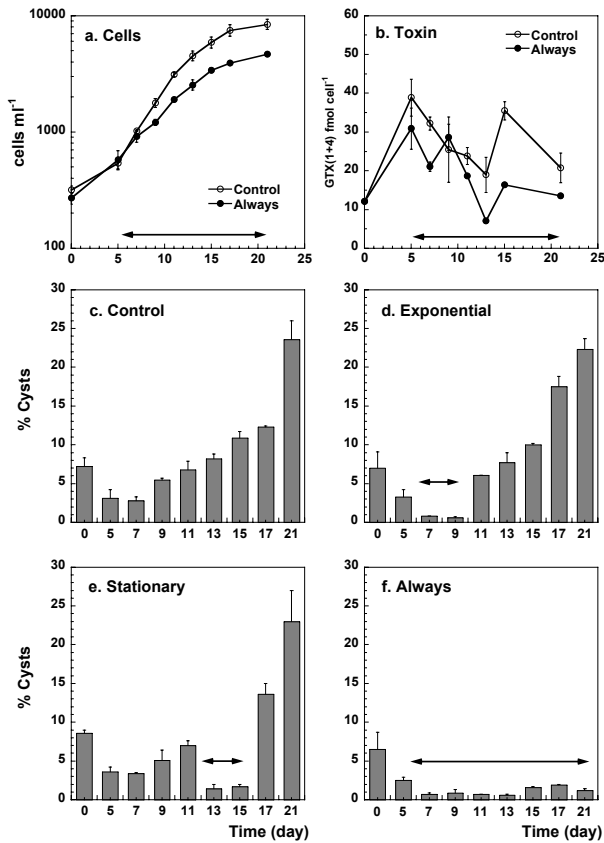 a. Cells
10000
1000
100
cells ml-1
Control
Always
0 5 10 15 20 25
b. Toxin
60
50
40
30
20
10
0
GTX(1+4) fmol cell-1
Control
Always
0 5 10 15 20 25
c. Control
30
25
20
15
10
5
0
% Cysts
0 5 7 9 11 13 15 17 21
d. Exponential
30
25
20
15
10
5
0
0 5 7 9 11 13 15 17 21
e. Stationary
30
25
20
15
10
5
0
% Cysts
0 5 7 9 11 13 15 17 21
Time (day)
f. Always
30
25
20
15
10
5
0
0 5 7 9 11 13 15 17 21
Time (day)